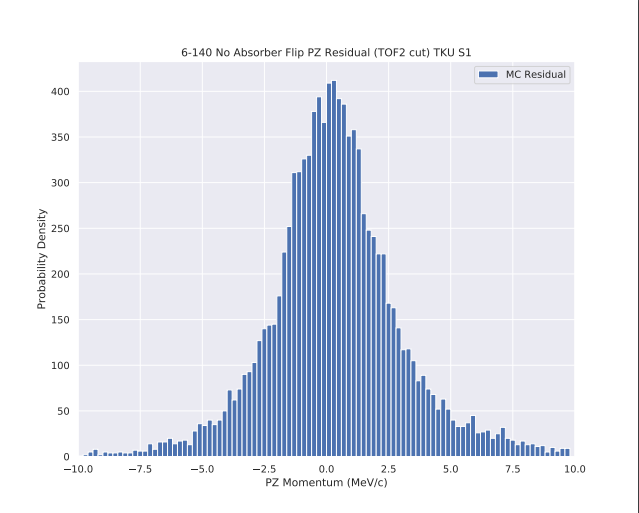 6-140 No Absorber Flip PZ Residual (TOF2 cut) TKU S1
MC Residual
Probability Density
400
350
300
250
200
150
100
50
0
−10.0 −7.5 −5.0 −2.5 0.0 2.5 5.0 7.5 10.0
PZ Momentum (MeV/c)